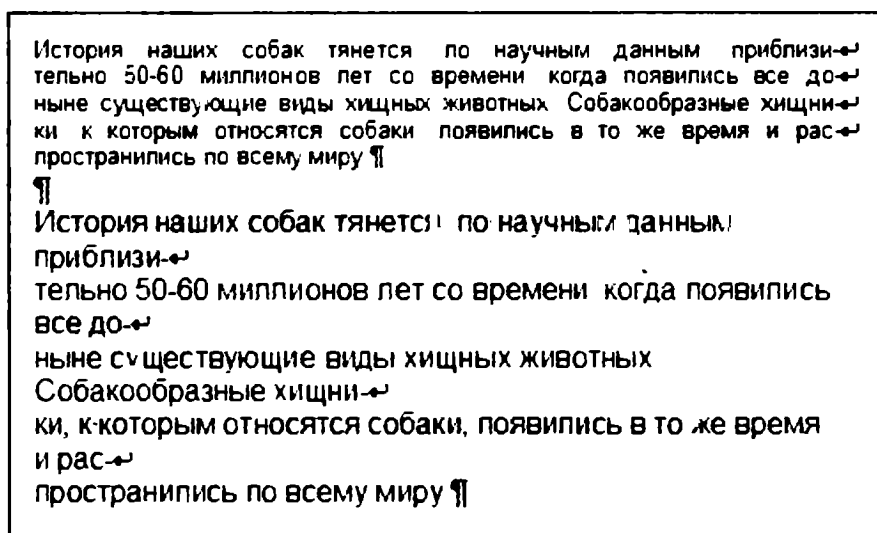 История наших собак тянется по научным данным приблизи-↵
тельно 50-60 миллионов лет со времени когда появились все до-↵
ныне существующие виды хищных животных Собакообразные хищни-↵
ки к которым относятся собаки появились в то же время и рас-↵
пространились по всему миру ¶
¶
История наших собак тянется по научным данным
приблизи-↵
тельно 50-60 миллионов лет со времени когда появились
все до-↵
ныне существующие виды хищных животных
Собакообразные хищни-↵
ки, к которым относятся собаки, появились в то же время
и рас-↵
пространились по всему миру ¶